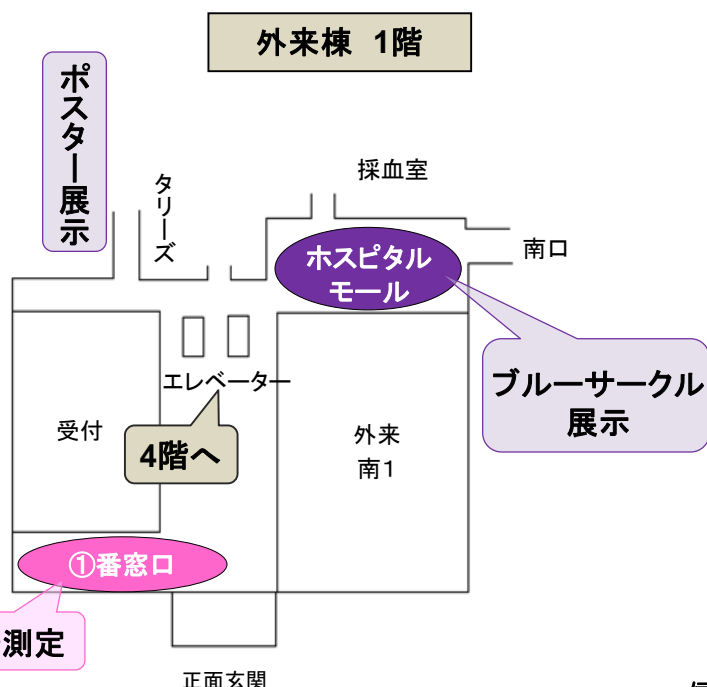 外来棟 1階
ポスター展示
タリーズ
採血室
南口
ホスピタル
モール
ブルーサークル
展示
エレベーター
4階へ
受付
外来
南1
①番窓口
測定
正面玄関